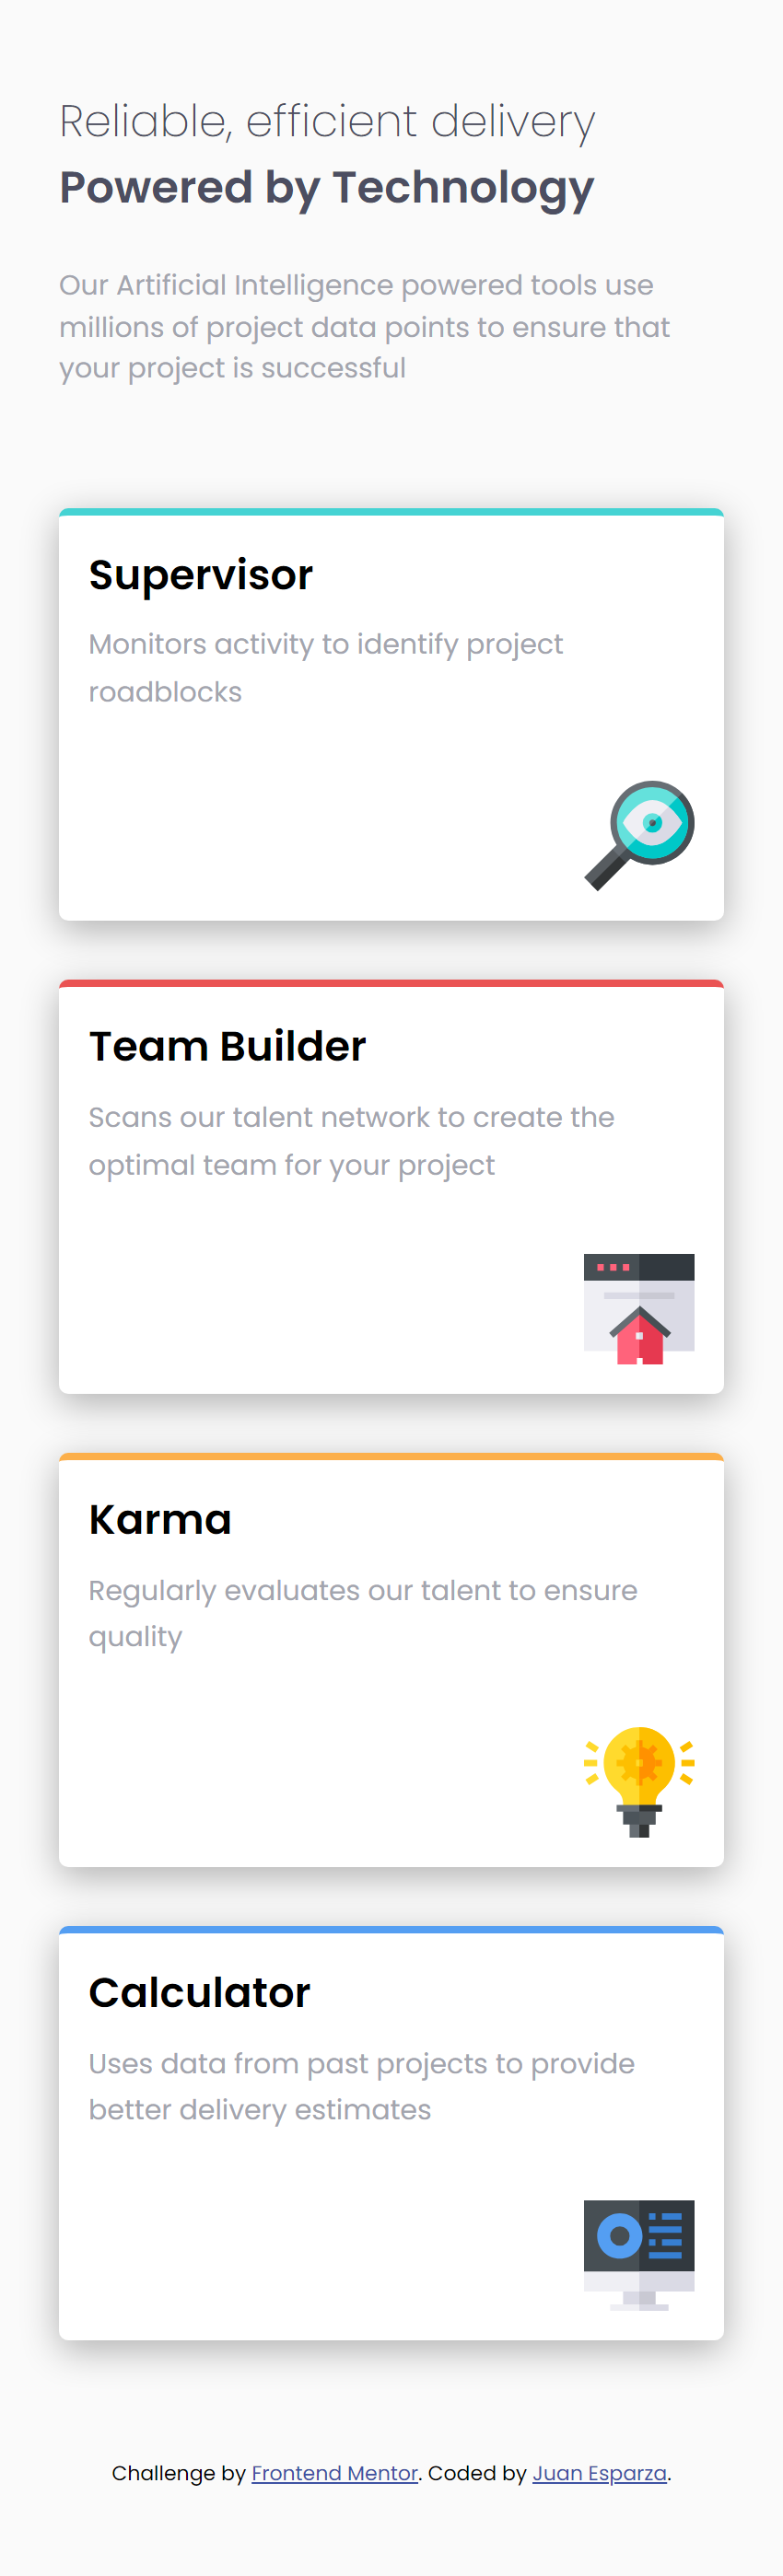 Reliable, efficient delivery
Powered by Technology
Our Artificial Intelligence powered tools use
millions of project data points to ensure that
your project is successful
Supervisor
Monitors activity to identify project
roadblocks
Team Builder
Scans our talent network to create the
optimal team for your project
Karma
Regularly evaluates our talent to ensure
quality
Calculator
Uses data from past projects to provide
better delivery estimates
Challenge by Frontend Mentor. Coded by Juan Esparza.